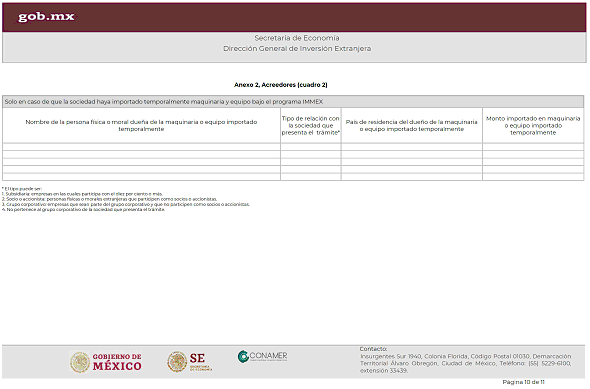 gob.mx
Secretaría de Economía
Dirección General de Inversión Extranjera
Anexo 2, Acreedores (cuadro 2)
Solo en caso de que la sociedad haya importado temporalmente maquinaria y equipo bajo el programa IMMEX
Nombre de la persona física o moral dueña de la maquinaria o equipo importado
temporalmente
Tipo de relación con
la sociedad que
presenta el trámite*
País de residencia del dueño de la maquinaria
o equipo importado temporalmente
Monto importado en maquinaria
o equipo importado
temporalmente
* El tipo puede ser:
1. Subsidiaria: empresas en las cuales participa con el diez por ciento o más.
2. Socio o accionista: personas físicas o morales extranjeras que participen como socios o accionistas.
3. Grupo corporativo: empresas que sean parte del grupo corporativo y que no participen como socios o accionistas.
4. No pertenece al grupo corporativo de la sociedad que presenta el trámite.
GOBIERNO DE
MÉXICO
SE
SECRETARÍA
DE ECONOMÍA
CONAMER
Contacto:
Insurgentes Sur 1940, Colonia Florida, Código Postal 01030, Demarcación
Territorial Álvaro Obregón, Ciudad de México, Teléfono: (55) 5229-6100,
extensión 33439.
Página 10 de 11